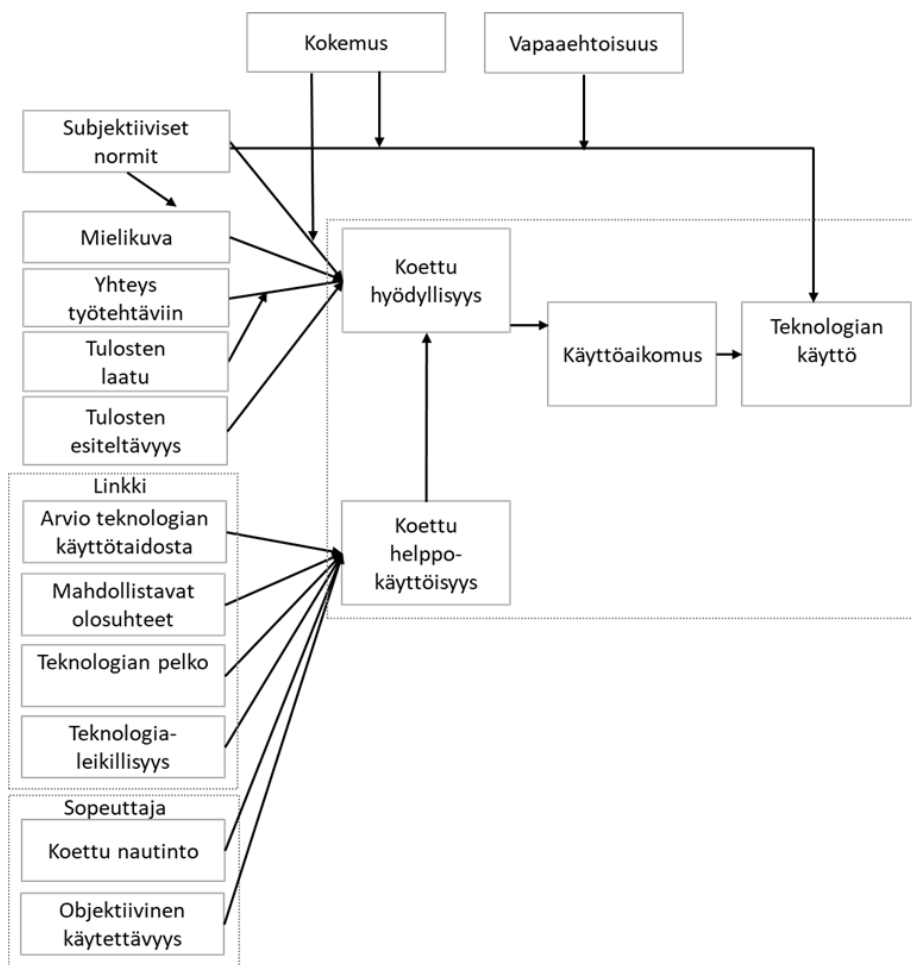 Kokemus
Vapaaehtoisuus
Subjektiiviset
normit
Mielikuva
Yhteys
työtehtäviin
Tulosten
laatu
Tulosten
esiteltävyys
Koettu
hyödyllisyys
Käyttöaikomus
Teknologian
käyttö
Linkki
Arvio teknologian
käyttötaidosta
Mahdollistavat
olosuhteet
Teknologian pelko
Teknologia-
leikillisyys
Koettu
helppo-
käyttöisyys
Sopeuttaja
Koettu nautinto
Objektiivinen
käytettävyys